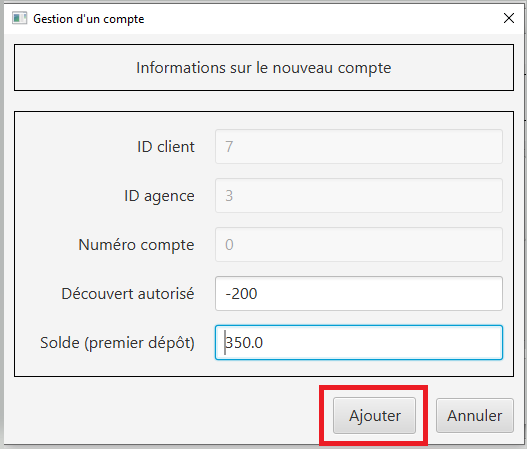 Gestion d'un compte
Informations sur le nouveau compte
ID client 7
ID agence 3
Numéro compte 0
Découvert autorisé -200
Solde (premier dépôt) 350.0
Ajouter Annuler